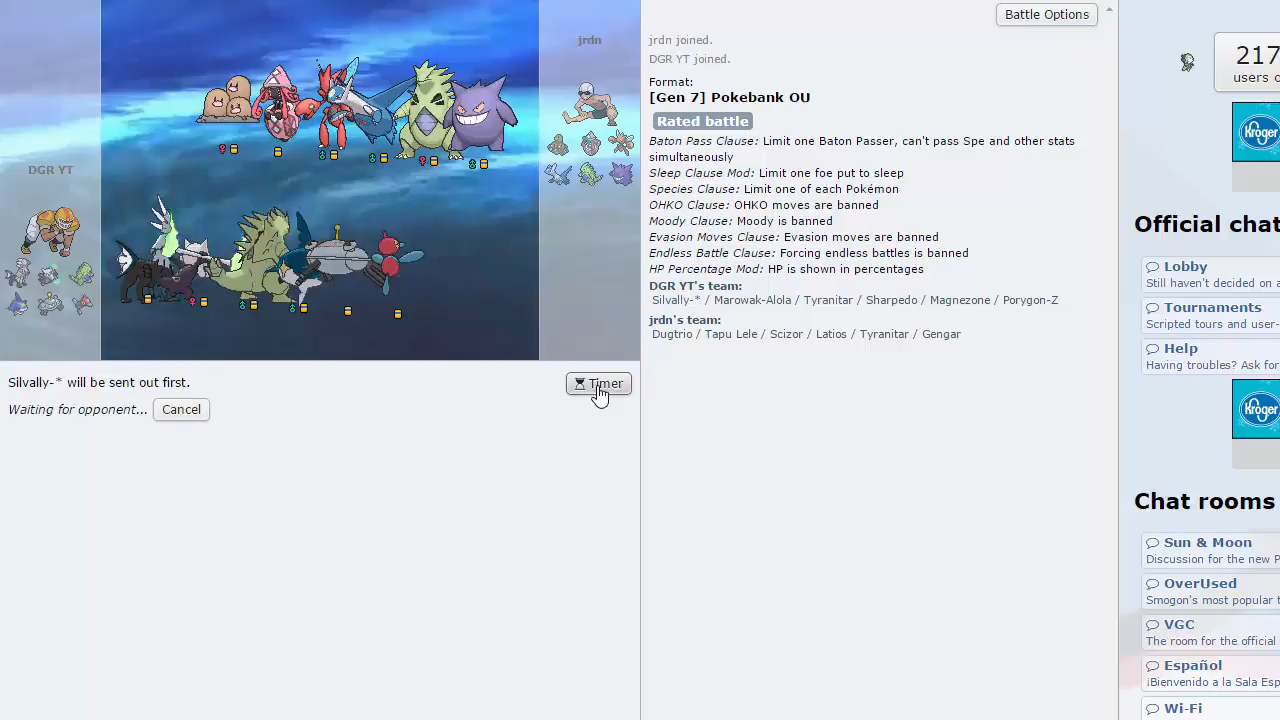 Battle Options
jrdn
DGR YT
jrdn joined.
DGR YT joined.
Format:
[Gen 7] Pokebank OU
Rated battle
Baton Pass Clause: Limit one Baton Passer, can't pass Spe and other stats
simultaneously
Sleep Clause Mod: Limit one foe put to sleep
Species Clause: Limit one of each Pokémon
OHKO Clause: OHKO moves are banned
Moody Clause: Moody is banned
Evasion Moves Clause: Evasion moves are banned
Endless Battle Clause: Forcing endless battles is banned
HP Percentage Mod: HP is shown in percentages
DGR YT's team:
Silvally-* / Marowak-Alola / Tyranitar / Sharpedo / Magnezone / Porygon-Z
jrdn's team:
Dugtrio / Tapu Lele / Scizor / Latios / Tyranitar / Gengar
Silvally-* will be sent out first.
Timer
Waiting for opponent...
Cancel
217
users o
Kroger
Official chat
Lobby
Still haven't decided on a
Tournaments
Scripted tours and user-
Help
Having troubles? Ask for
Kroger
Chat rooms
Sun & Moon
Discussion for the new P
OverUsed
Smogon's most popular t
VGC
The room for the official
Español
¡Bienvenido a la Sala Esp
Wi-Fi